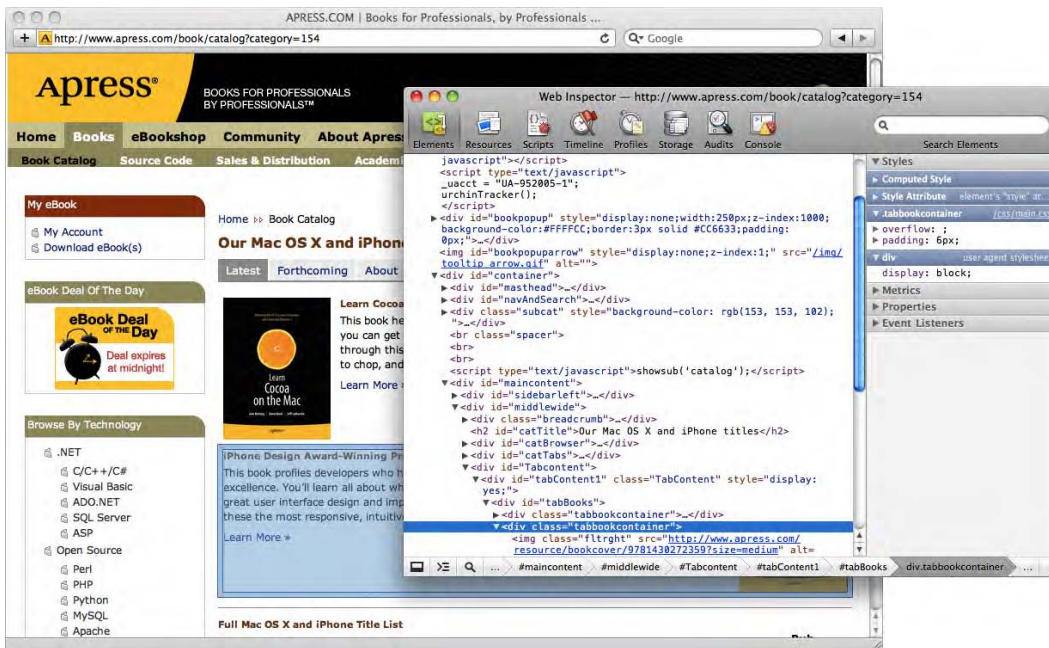 APRESS.COM | Books for Professionals, by Professionals ...
+ A http://www.apress.com/book/catalog?category=154
Google
Apress®
BOOKS FOR PROFESSIONALS
BY PROFESSIONALS™
Home Books eBookshop Community About Apress
Book Catalog Source Code Sales & Distribution Academi
My eBook
My Account
Download eBook(s)
eBook Deal Of The Day
eBook Deal
OF THE Day
Deal expires
at midnight!
Browse By Technology
.NET
C/C++/C#
Visual Basic
ADO.NET
SQL Server
ASP
Open Source
Perl
PHP
Python
MySQL
Apache
Home Book Catalog
Our Mac OS X and iPhon
Latest Forthcoming About
Learn
Cocoa
on the Mac
Learn Cocoa
This book he
you can get
through this
to chop, and
Learn More
iPhone Design Award-Winning Pr
This book profiles developers who h
excellence. You'll learn all about wh
great user interface design and imp
these the most responsive, intuitiv
Learn More »
Full Mac OS X and iPhone Title List
Web Inspector — http://www.apress.com/book/catalog?category=154
Elements Resources Scripts Timeline Profiles Storage Audits Console
Search Elements
javascript"></script>
<script type="text/javascript">
_uacct = "UA-952005-1";
urchinTracker();
</script>
▶<div id="bookpopup" style="display:none;width:250px;z-index:1000;
background-color:#FFFFCC;border:3px solid #CC6633;padding:
0px;">…</div>
<img id="bookpopuparrow" style="display:none;z-index:1;" src="/img/
tooltip_arrow.gif" alt="">
▼<div id="container">
▶<div id="masthead">…</div>
▶<div id="navAndSearch">…</div>
▶<div class="subcat" style="background-color: rgb(153, 153, 102);
">…</div>
<br class="spacer">
<br>
<br>
<script type="text/javascript">showsub('catalog');</script>
▼<div id="maincontent">
▶<div id="sidebarleft">…</div>
▼<div id="middlewide">
▶<div class="breadcrumb">…</div>
<h2 id="catTitle">Our Mac OS X and iPhone titles</h2>
▶<div id="catBrowser">…</div>
▶<div id="catTabs">…</div>
▼<div id="Tabcontent">
▼<div id="tabContent1" class="TabContent" style="display:
yes;">
▼<div id="tabBooks">
▶<div class="tabbookcontainer">…</div>
▼<div class="tabbookcontainer">
<img class="fltrght" src="http://www.apress.com/
resource/bookcover/9781430272359?size=medium" alt=
▼ Styles
▶ Computed Style
▶ Style Attribute element's "style" at...
▼ .tabbookcontainer /css/main.cs
▶ overflow: ;
▶ padding: 6px;
▼ div user agent styleshee
display: block;
▶ Metrics
▶ Properties
▶ Event Listeners
... #maincontent #middlewide #Tabcontent #tabContent1 #tabBooks div.tabbookcontainer ...